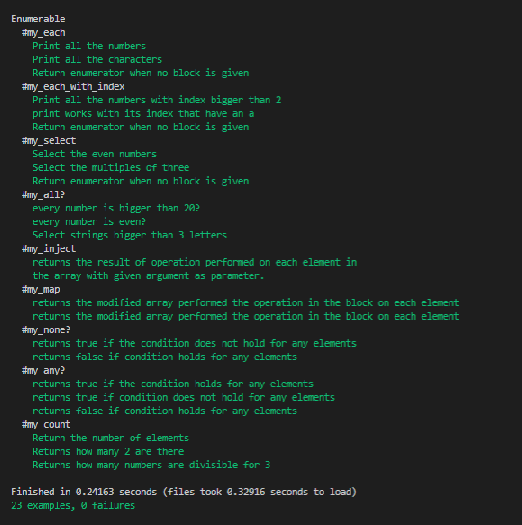 Enumerable
#my_each
Print all the numbers
Print all the characters
Return enumerator when no block is given
#my_each_with_index
Print all the numbers with index bigger than 2
print works with its index that have an a
Return enumerator when no block is given
#my_select
Select the even numbers
Select the multiples of three
Return enumerator when no block is given
#my_all?
every number is bigger than 20?
every number is even?
Select strings bigger than 3 letters
#my_inject
returns the result of operation performed on each element in
the array with given argument as parameter.
#my_map
returns the modified array performed the operation in the block on each element
returns the modified array performed the operation in the block on each element
#my_none?
returns true if the condition does not hold for any elements
returns false if condition holds for any elements
#my_any?
returns true if the condition holds for any elements
returns true if condition does not hold for any elements
returns false if condition holds for any elements
#my_count
Return the number of elements
Returns how many 2 are there
Returns how many numbers are divisible for 3
Finished in 0.24163 seconds (files took 0.32916 seconds to load)
23 examples, 0 failures